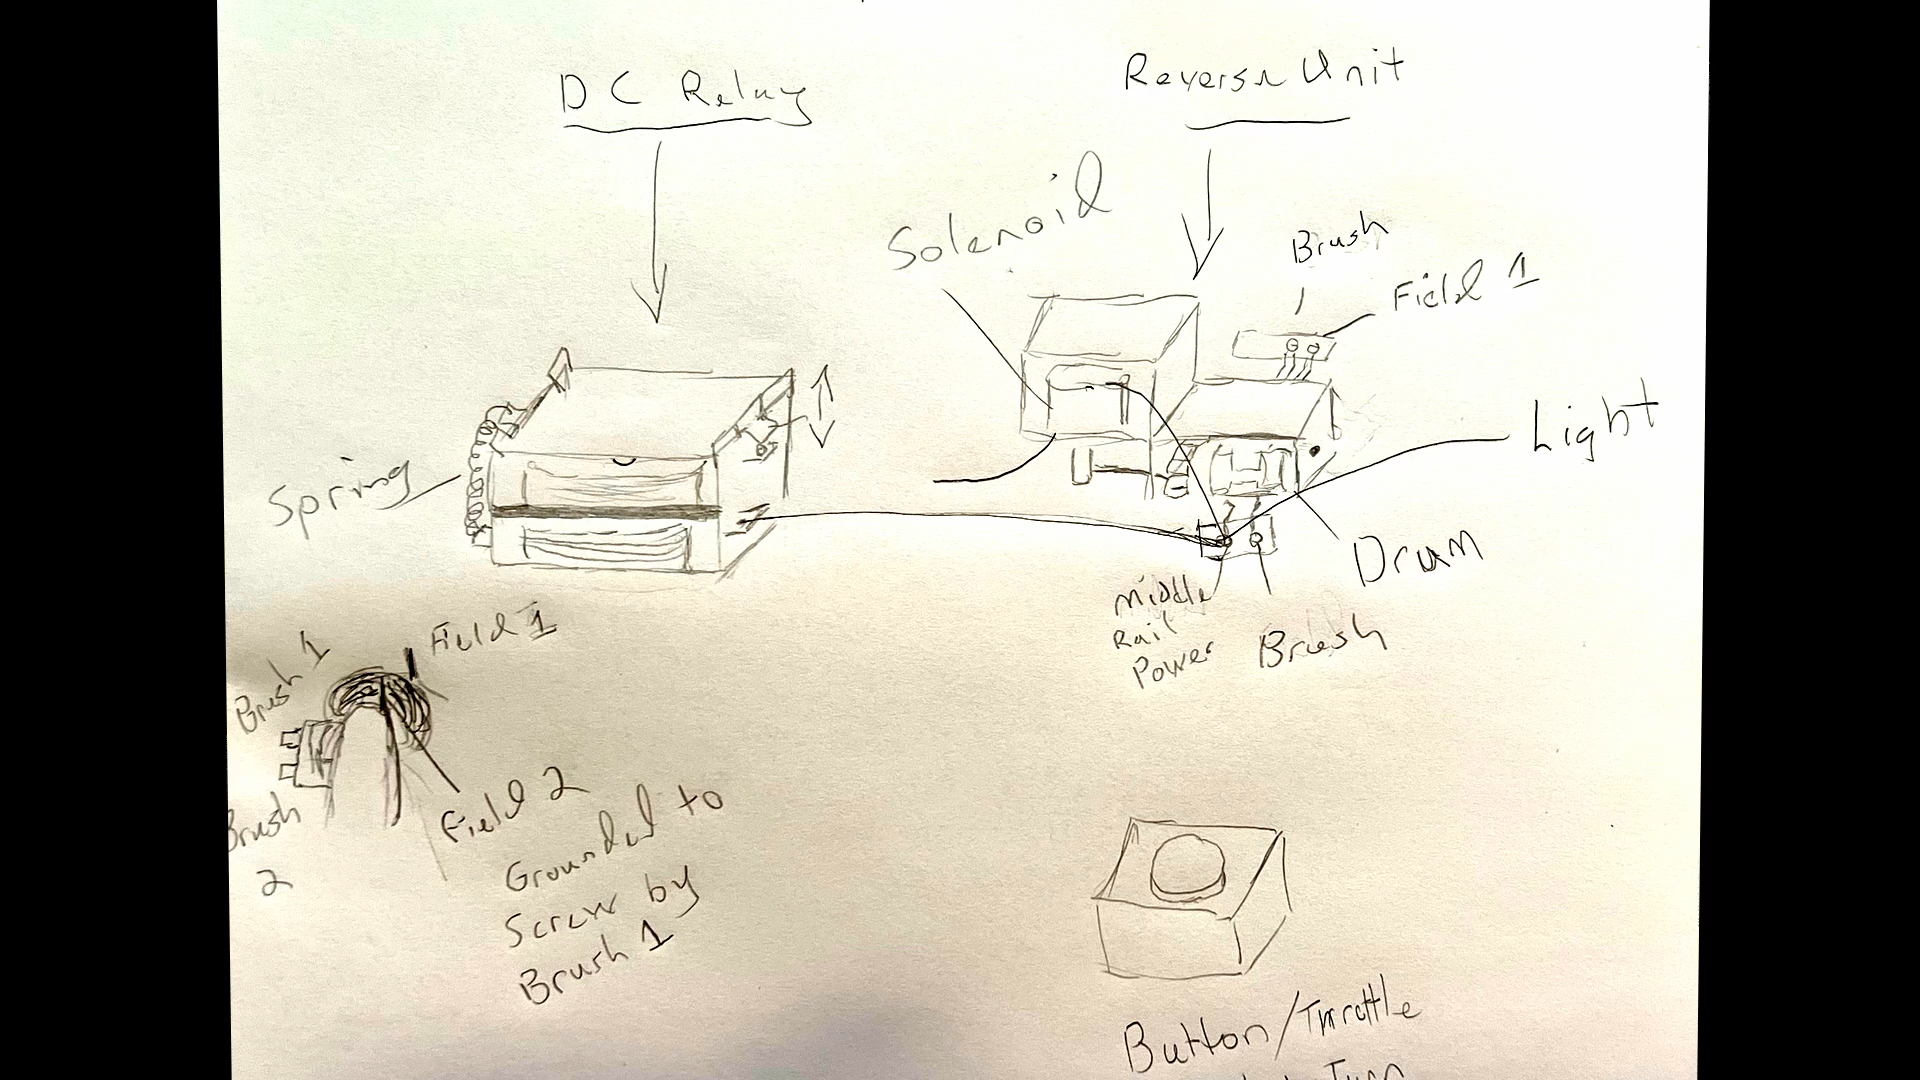 DC Relay
Reverse Unit
Solenoid
Brush
Field 1
Light
Spring
Drum
Middle
Rail
Power
Brush
Field 1
Brush 1
Brush
2
Field 2
Grounded to
Screw by
Brush 1
Button/Throttle
Turn